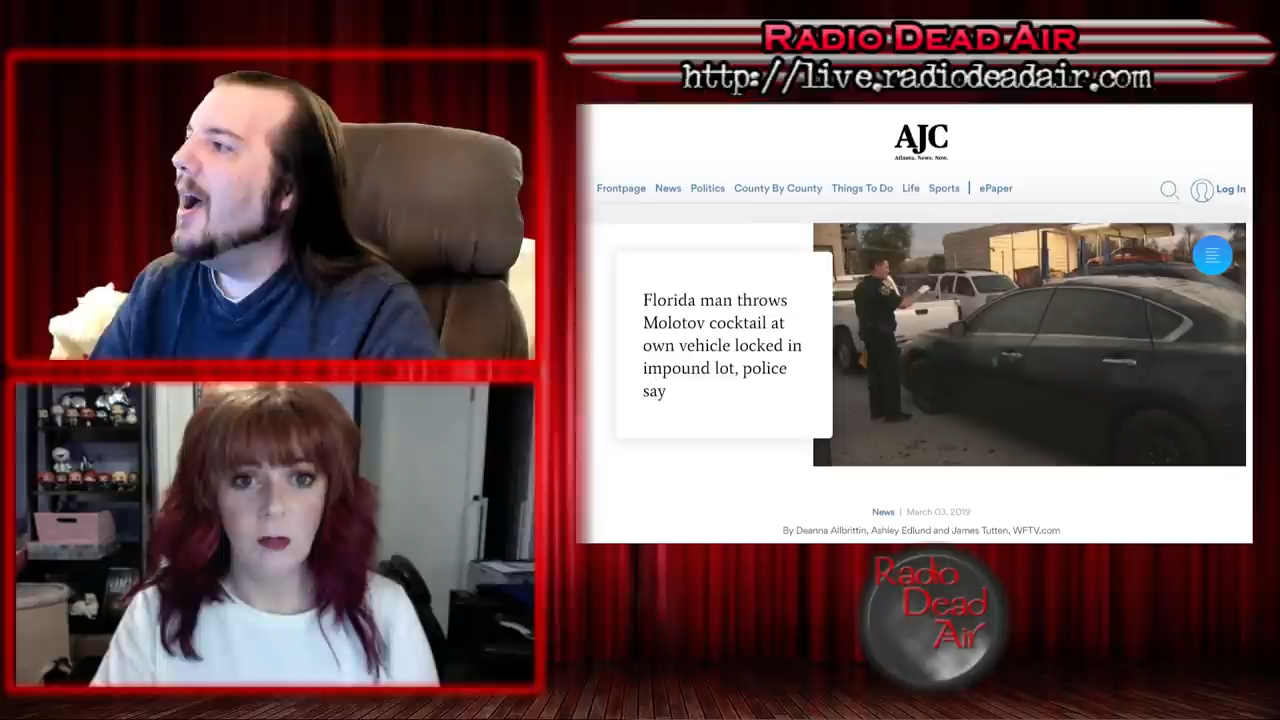 Radio Dead Air
http://live.radiodeadair.com
AJC
Atlanta. News. Now.
Frontpage News Politics County By County Things To Do Life Sports | ePaper
Log In
Florida man throws
Molotov cocktail at
own vehicle locked in
impound lot, police
say
News | March 03, 2019
By Deanna Allbrittin, Ashley Edlund and James Tutten, WFTV.com
Radio
Dead
Air